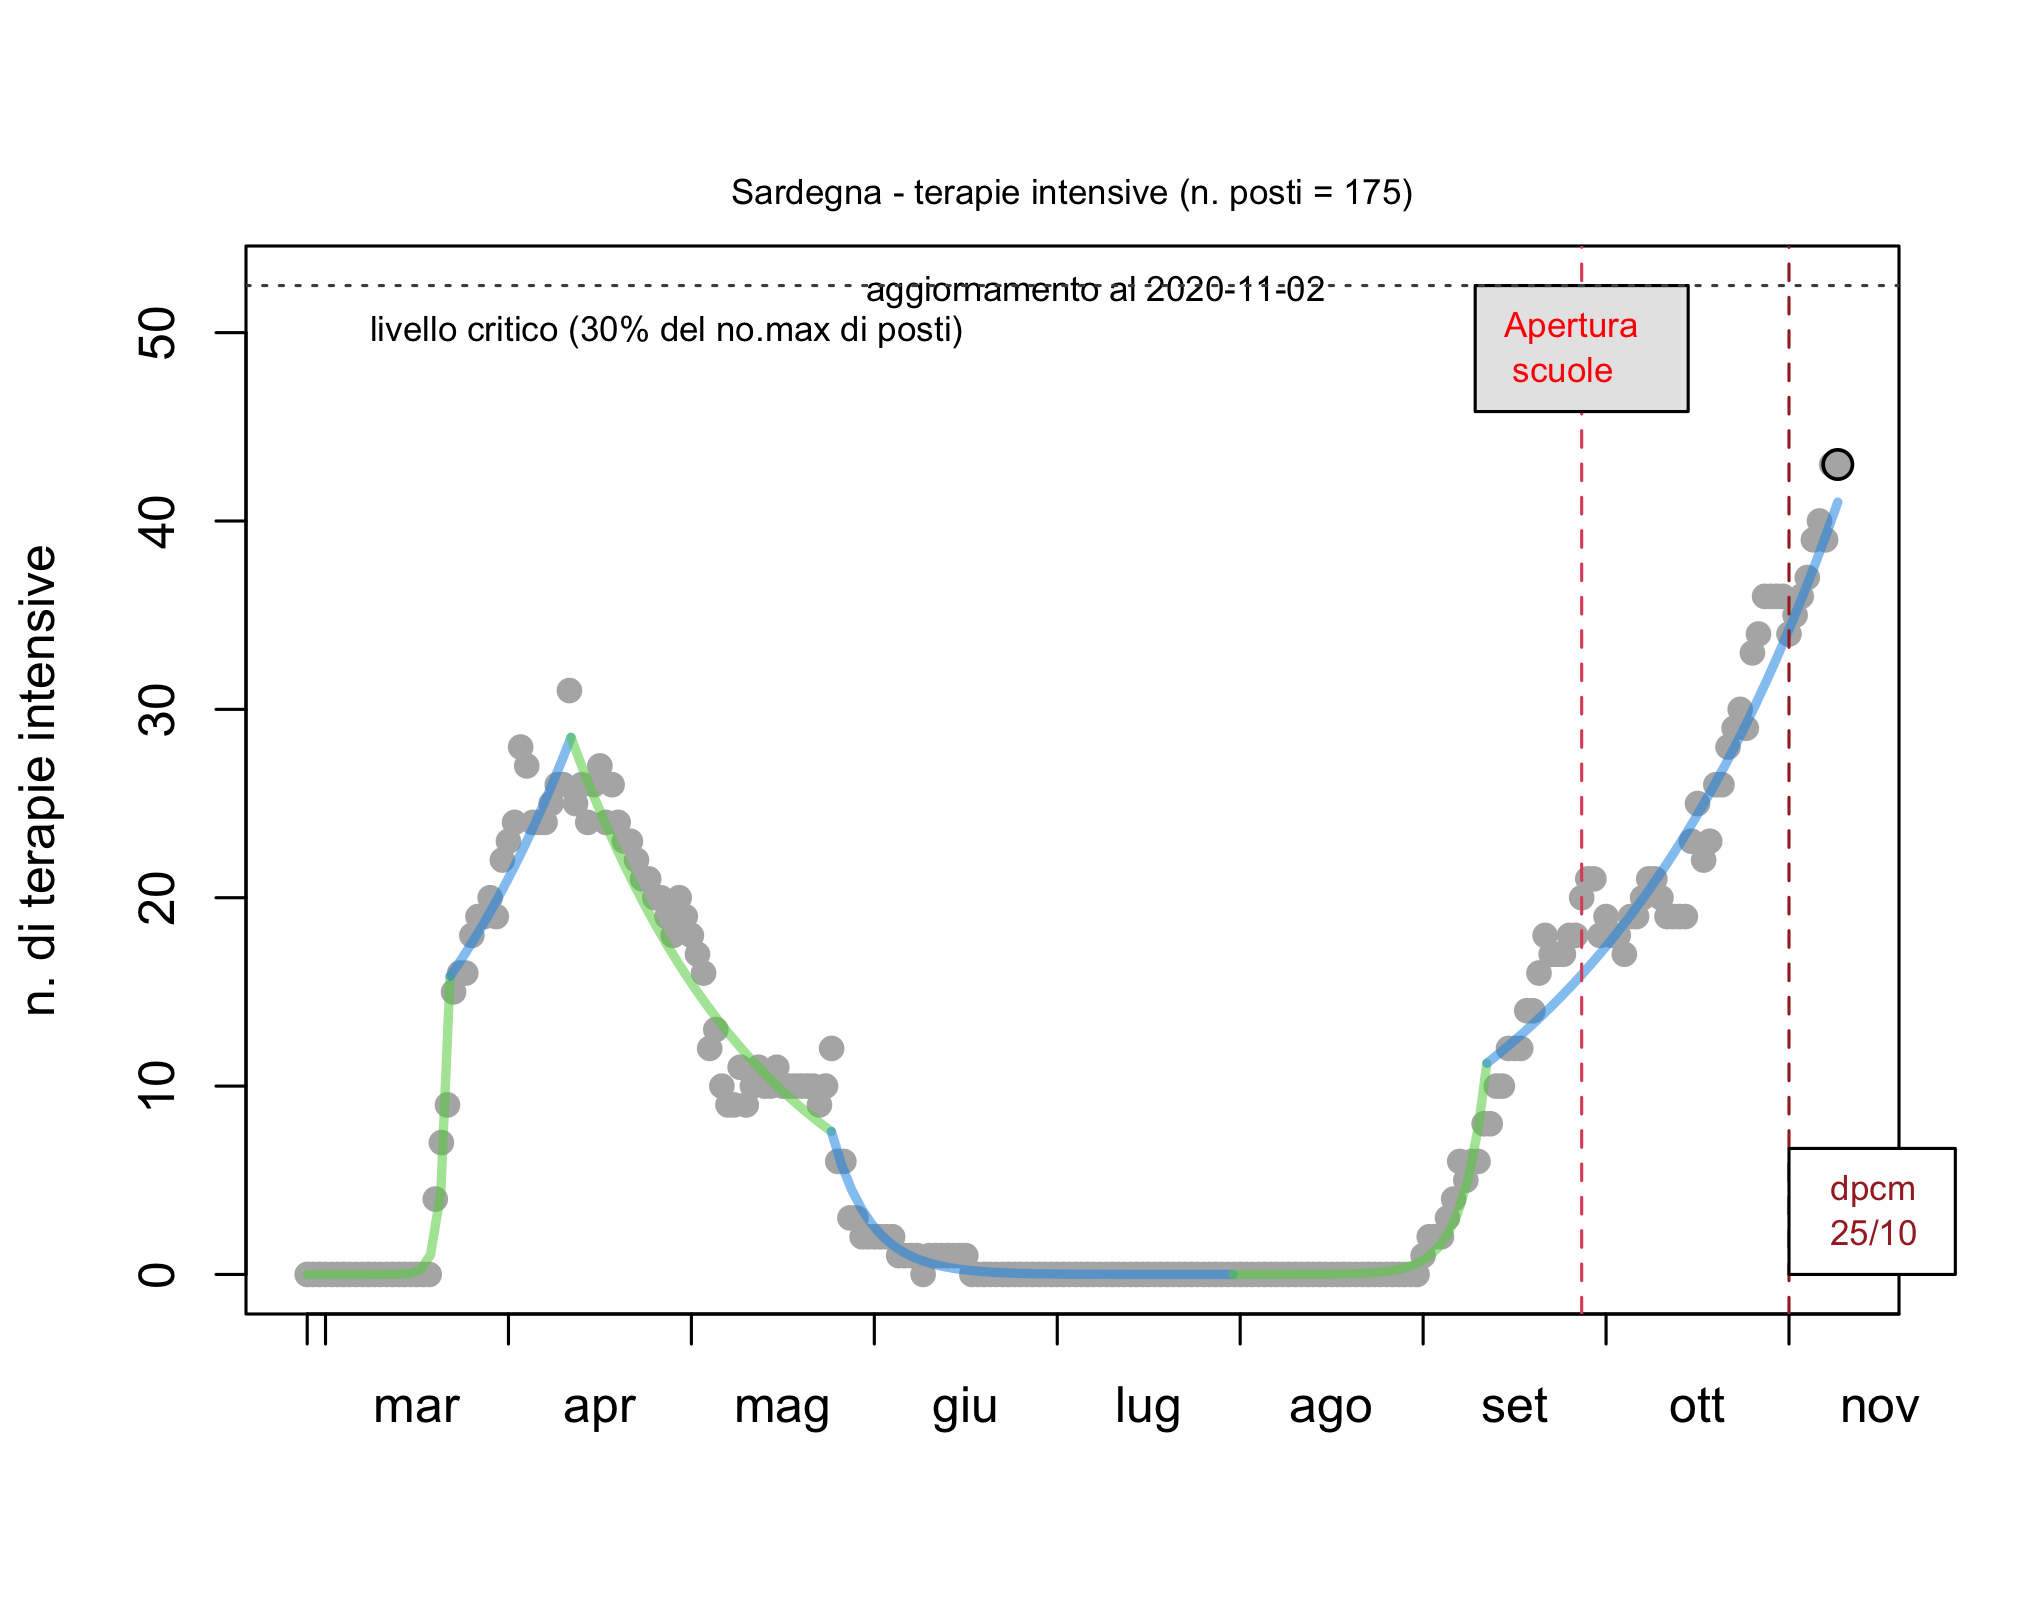 Sardegna - terapie intensive (n. posti = 175)
aggiornamento al 2020-11-02
livello critico (30% del no.max di posti)
Apertura
scuole
dpcm
25/10
n. di terapie intensive
50
40
30
20
10
0
mar apr mag giu lug ago set ott nov